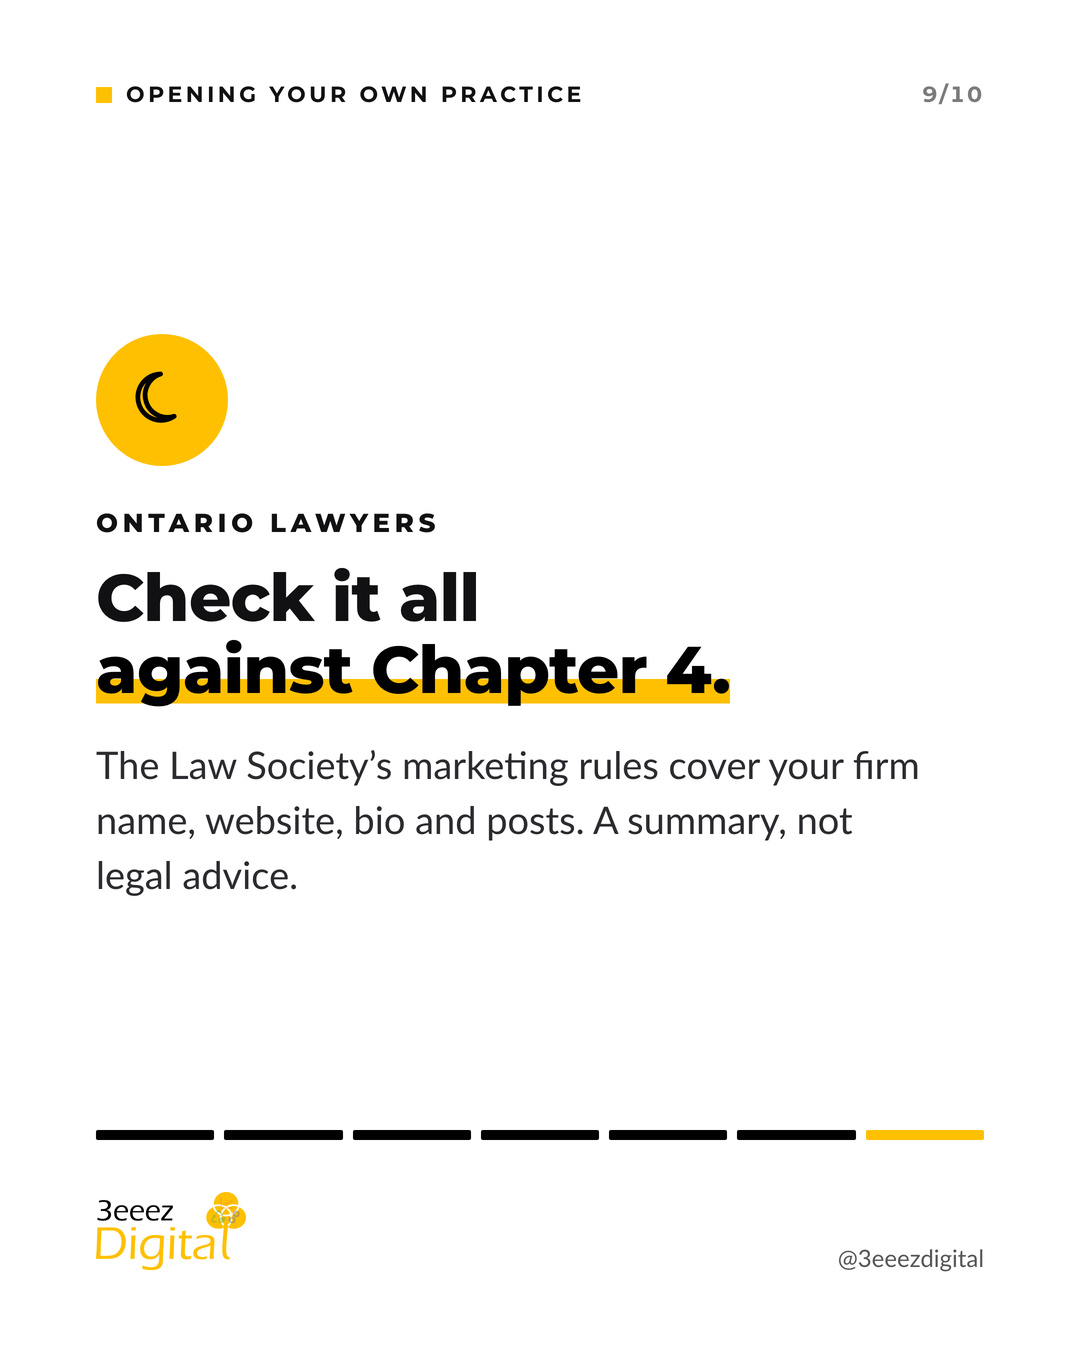 OPENING YOUR OWN PRACTICE
9/10
ONTARIO LAWYERS
Check it all
against Chapter 4.
The Law Society’s marketing rules cover your firm
name, website, bio and posts. A summary, not
legal advice.
3eeez
Digital
@3eeezdigital